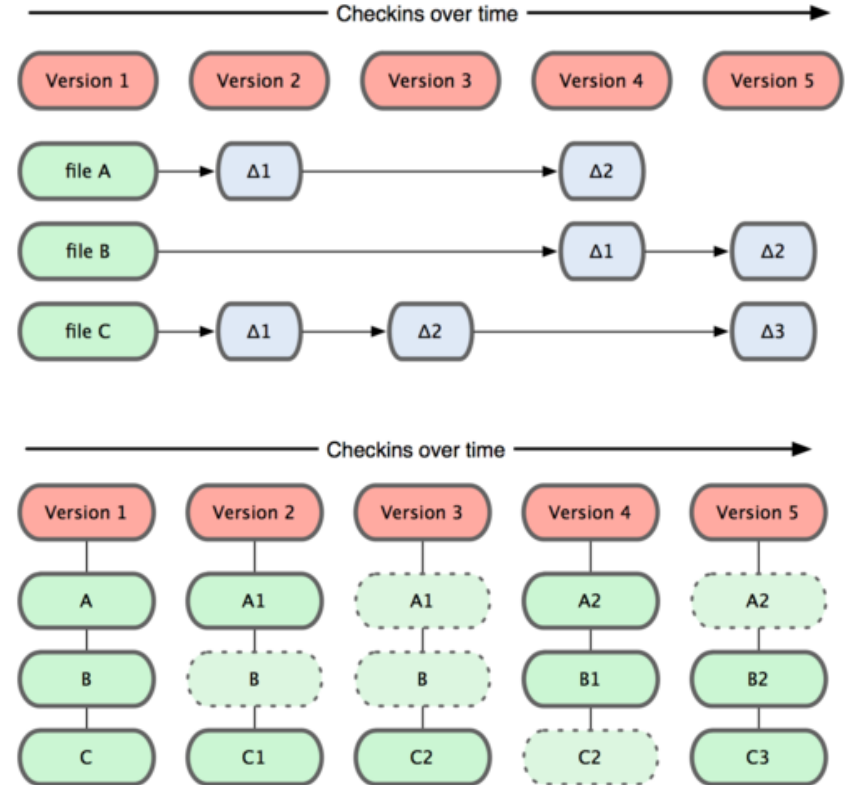 Checkins over time
Version 1 Version 2 Version 3 Version 4 Version 5
file A Δ1 Δ2
file B Δ1 Δ2
file C Δ1 Δ2 Δ3
Checkins over time
Version 1 Version 2 Version 3 Version 4 Version 5
A A1 A1 A2 A2
B B B B1 B2
C C1 C2 C2 C3